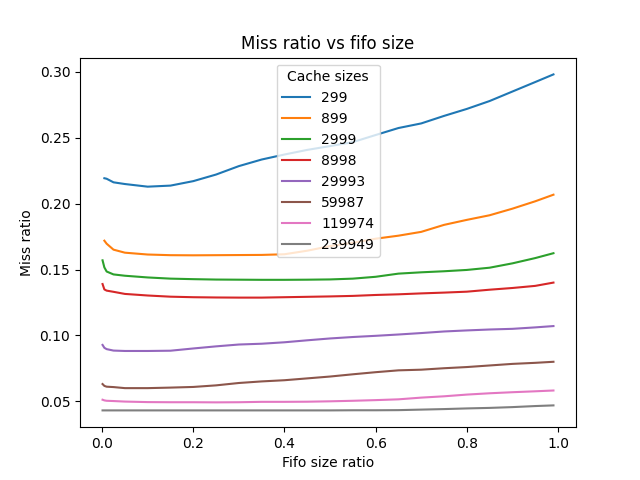 Miss ratio vs fifo size
Cache sizes
299
899
2999
8998
29993
59987
119974
239949
Miss ratio
0.30
0.25
0.20
0.15
0.10
0.05
0.0 0.2 0.4 0.6 0.8 1.0
Fifo size ratio